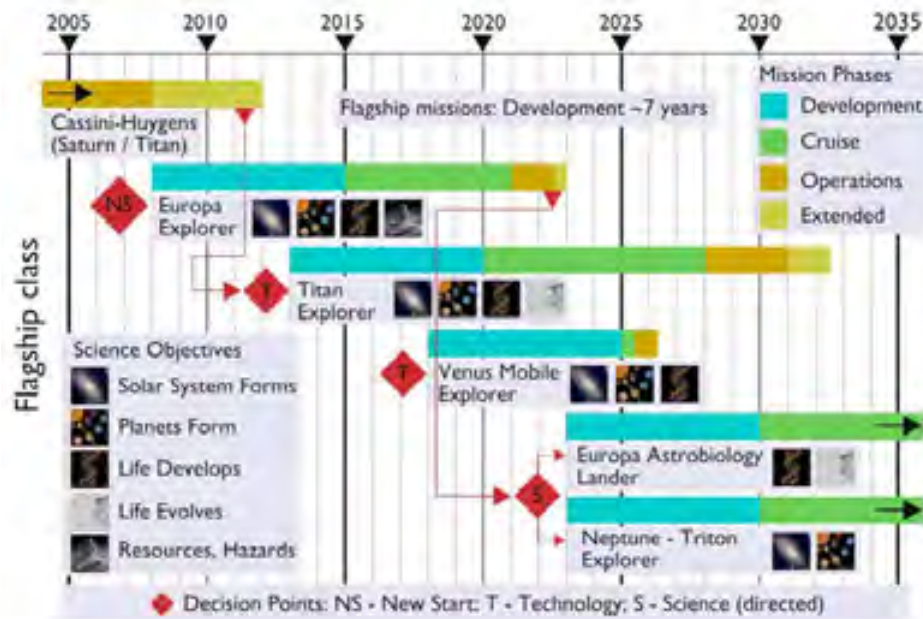 2005 2010 2015 2020 2025 2030 2035
Mission Phases
Development
Cruise
Operations
Extended
Flagship missions: Development ~7 years
Cassini-Huygens
(Saturn / Titan)
NS
Europa
Explorer
T
Titan
Explorer
T
Venus Mobile
Explorer
S
Europa Astrobiology
Lander
Neptune - Triton
Explorer
Flagship class
Science Objectives
Solar System Forms
Planets Form
Life Develops
Life Evolves
Resources, Hazards
Decision Points: NS - New Start; T - Technology; S - Science (directed)